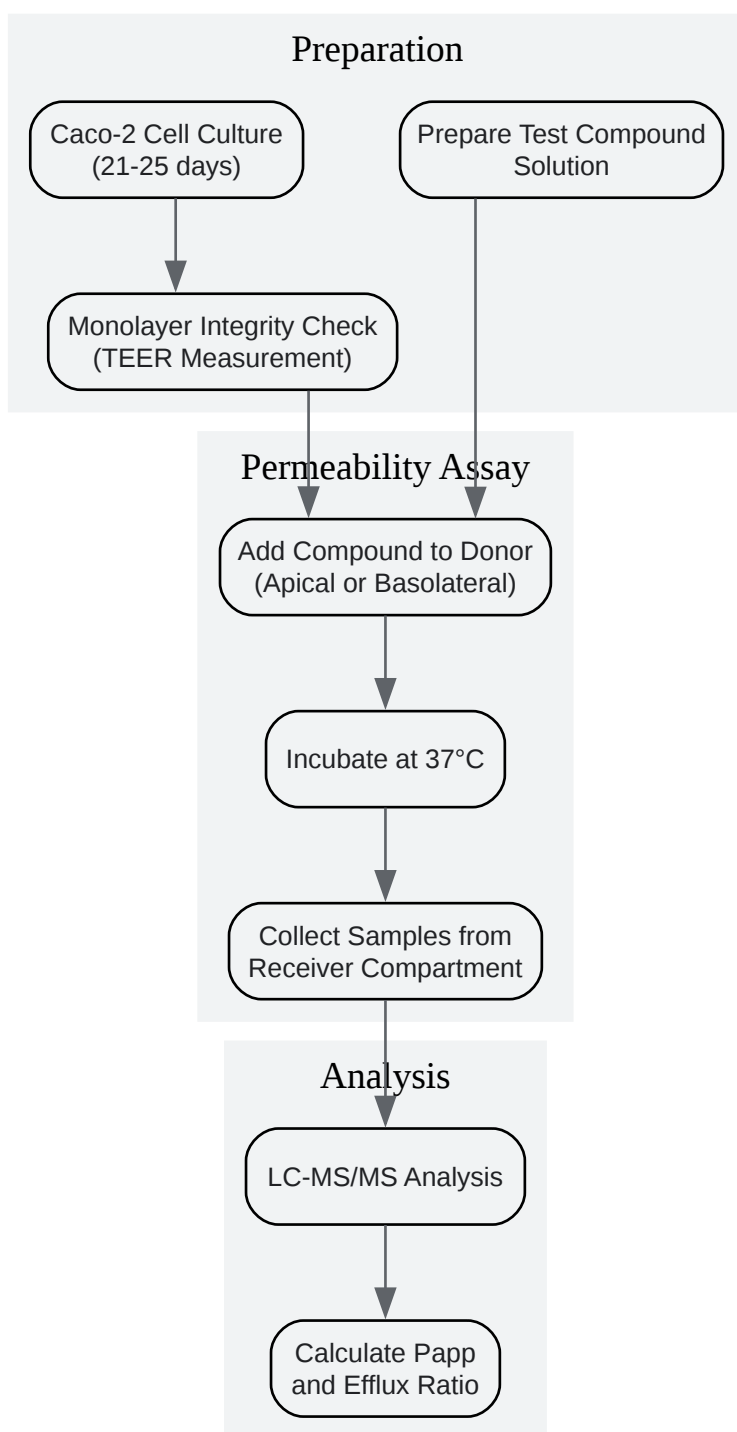 Preparation
Caco-2 Cell Culture
(21-25 days)
Prepare Test Compound
Solution
Monolayer Integrity Check
(TEER Measurement)
Permeability Assay
Add Compound to Donor
(Apical or Basolateral)
Incubate at 37°C
Collect Samples from
Receiver Compartment
Analysis
LC-MS/MS Analysis
Calculate Papp
and Efflux Ratio